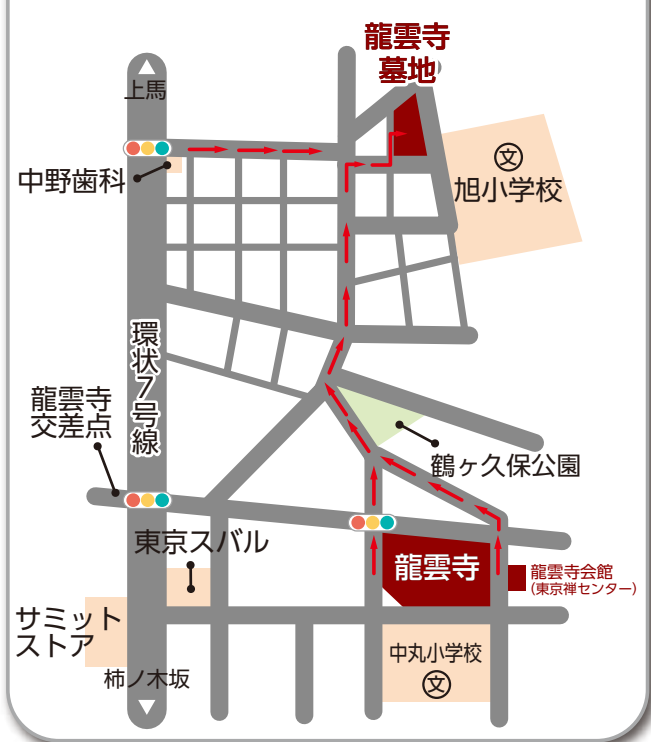 龍雲寺
墓地
上馬
中野歯科
文
旭小学校
環状7号線
龍雲寺
交差点
鶴ヶ久保公園
東京スバル
龍雲寺
龍雲寺会館
(東京禅センター)
サミット
ストア
中丸小学校
文
柿ノ木坂